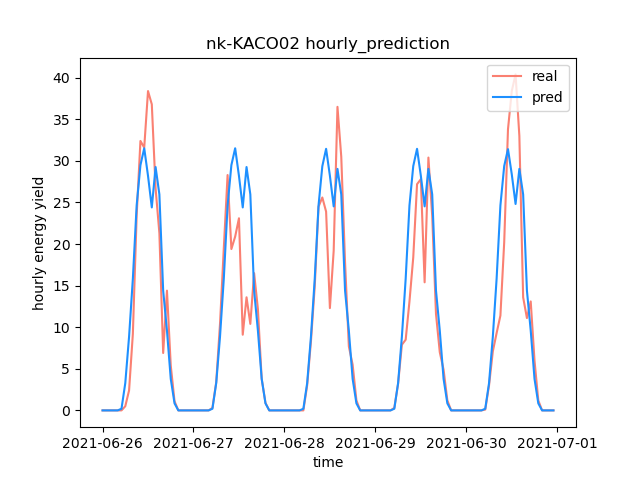 nk-KACO02 hourly_prediction
real
pred
hourly energy yield
40
35
30
25
20
15
10
5
0
2021-06-26 2021-06-27 2021-06-28 2021-06-29 2021-06-30 2021-07-01
time